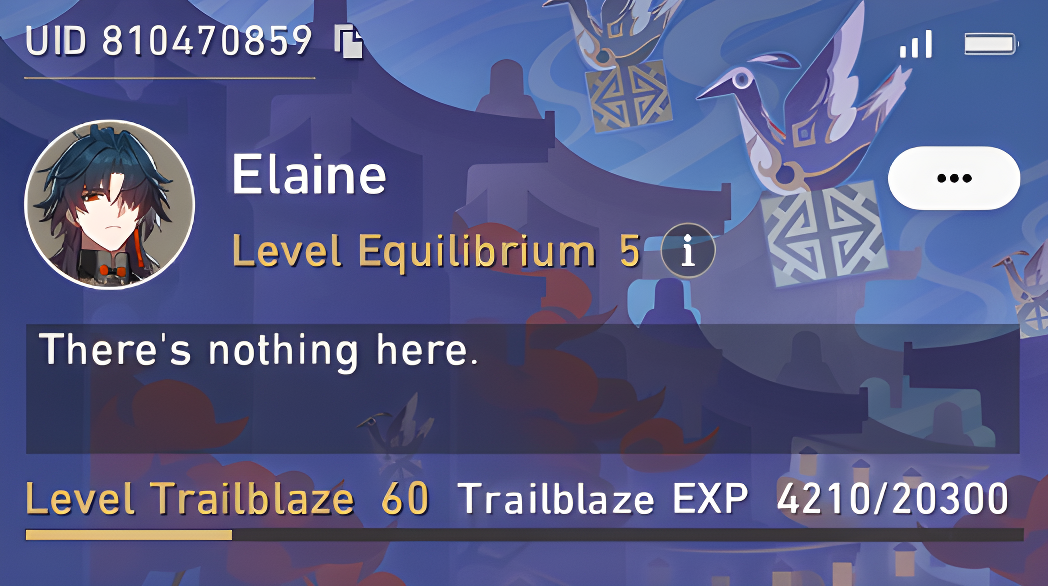 UID 810470859
Elaine
Level Equilibrium 5
There's nothing here.
Level Trailblaze 60 Trailblaze EXP 4210/20300